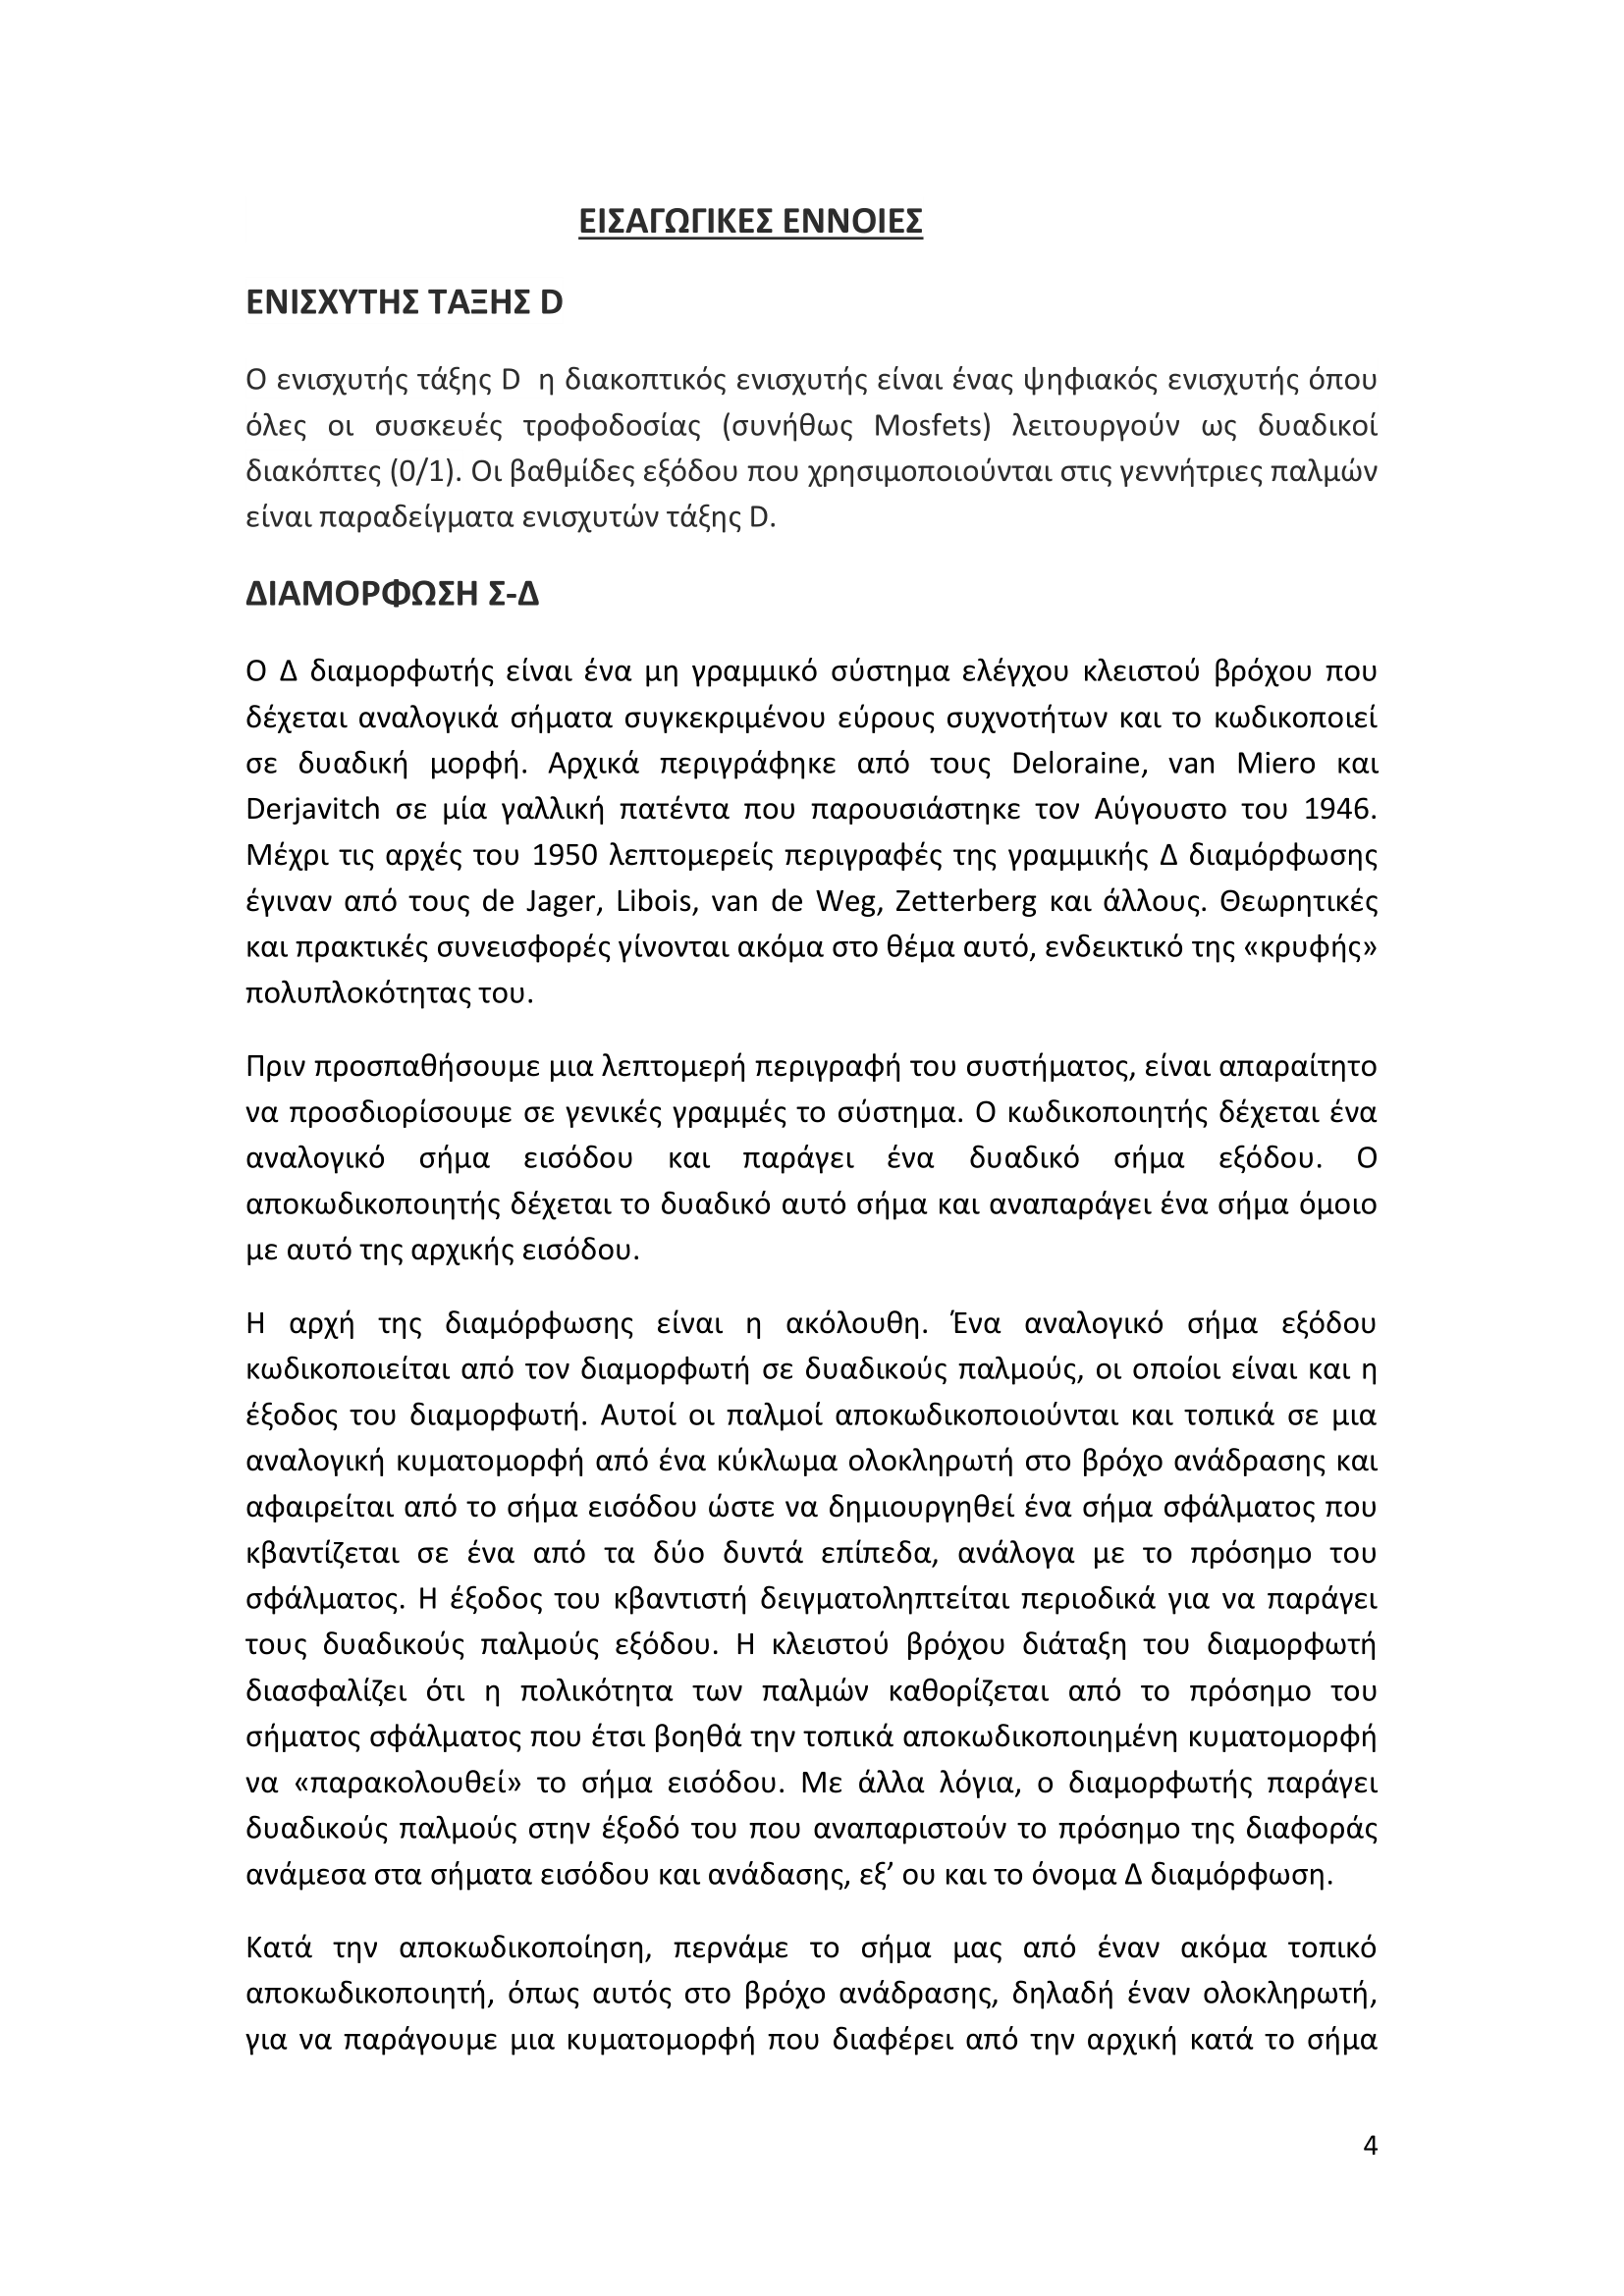 ΕΙΣΑΓΩΓΙΚΕΣ ΕΝΝΟΙΕΣ
ΕΝΙΣΧΥΤΗΣ ΤΑΞΗΣ D
Ο ενισχυτής τάξης D η διακοπτικός ενισχυτής είναι ένας ψηφιακός ενισχυτής όπου
όλες οι συσκευές τροφοδοσίας (συνήθως Mosfets) λειτουργούν ως δυαδικοί
διακόπτες (0/1). Οι βαθμίδες εξόδου που χρησιμοποιούνται στις γεννήτριες παλμών
είναι παραδείγματα ενισχυτών τάξης D.
ΔΙΑΜΟΡΦΩΣΗ Σ-Δ
Ο Δ διαμορφωτής είναι ένα μη γραμμικό σύστημα ελέγχου κλειστού βρόχου που
δέχεται αναλογικά σήματα συγκεκριμένου εύρους συχνοτήτων και το κωδικοποιεί
σε δυαδική μορφή. Αρχικά περιγράφηκε από τους Deloraine, van Miero και
Derjavitch σε μία γαλλική πατέντα που παρουσιάστηκε τον Αύγουστο του 1946.
Μέχρι τις αρχές του 1950 λεπτομερείς περιγραφές της γραμμικής Δ διαμόρφωσης
έγιναν από τους de Jager, Libois, van de Weg, Zetterberg και άλλους. Θεωρητικές
και πρακτικές συνεισφορές γίνονται ακόμα στο θέμα αυτό, ενδεικτικό της «κρυφής»
πολυπλοκότητας του.
Πριν προσπαθήσουμε μια λεπτομερή περιγραφή του συστήματος, είναι απαραίτητο
να προσδιορίσουμε σε γενικές γραμμές το σύστημα. Ο κωδικοποιητής δέχεται ένα
αναλογικό σήμα εισόδου και παράγει ένα δυαδικό σήμα εξόδου. Ο
αποκωδικοποιητής δέχεται το δυαδικό αυτό σήμα και αναπαράγει ένα σήμα όμοιο
με αυτό της αρχικής εισόδου.
Η αρχή της διαμόρφωσης είναι η ακόλουθη. Ένα αναλογικό σήμα εξόδου
κωδικοποιείται από τον διαμορφωτή σε δυαδικούς παλμούς, οι οποίοι είναι και η
έξοδος του διαμορφωτή. Αυτοί οι παλμοί αποκωδικοποιούνται και τοπικά σε μια
αναλογική κυματομορφή από ένα κύκλωμα ολοκληρωτή στο βρόχο ανάδρασης και
αφαιρείται από το σήμα εισόδου ώστε να δημιουργηθεί ένα σήμα σφάλματος που
κβαντίζεται σε ένα από τα δύο δυντά επίπεδα, ανάλογα με το πρόσημο του
σφάλματος. Η έξοδος του κβαντιστή δειγματοληπτείται περιοδικά για να παράγει
τους δυαδικούς παλμούς εξόδου. Η κλειστού βρόχου διάταξη του διαμορφωτή
διασφαλίζει ότι η πολικότητα των παλμών καθορίζεται από το πρόσημο του
σήματος σφάλματος που έτσι βοηθά την τοπικά αποκωδικοποιημένη κυματομορφή
να «παρακολουθεί» το σήμα εισόδου. Με άλλα λόγια, ο διαμορφωτής παράγει
δυαδικούς παλμούς στην έξοδό του που αναπαριστούν το πρόσημο της διαφοράς
ανάμεσα στα σήματα εισόδου και ανάδασης, εξ’ ου και το όνομα Δ διαμόρφωση.
Κατά την αποκωδικοποίηση, περνάμε το σήμα μας από έναν ακόμα τοπικό
αποκωδικοποιητή, όπως αυτός στο βρόχο ανάδρασης, δηλαδή έναν ολοκληρωτή,
για να παράγουμε μια κυματομορφή που διαφέρει από την αρχική κατά το σήμα
4